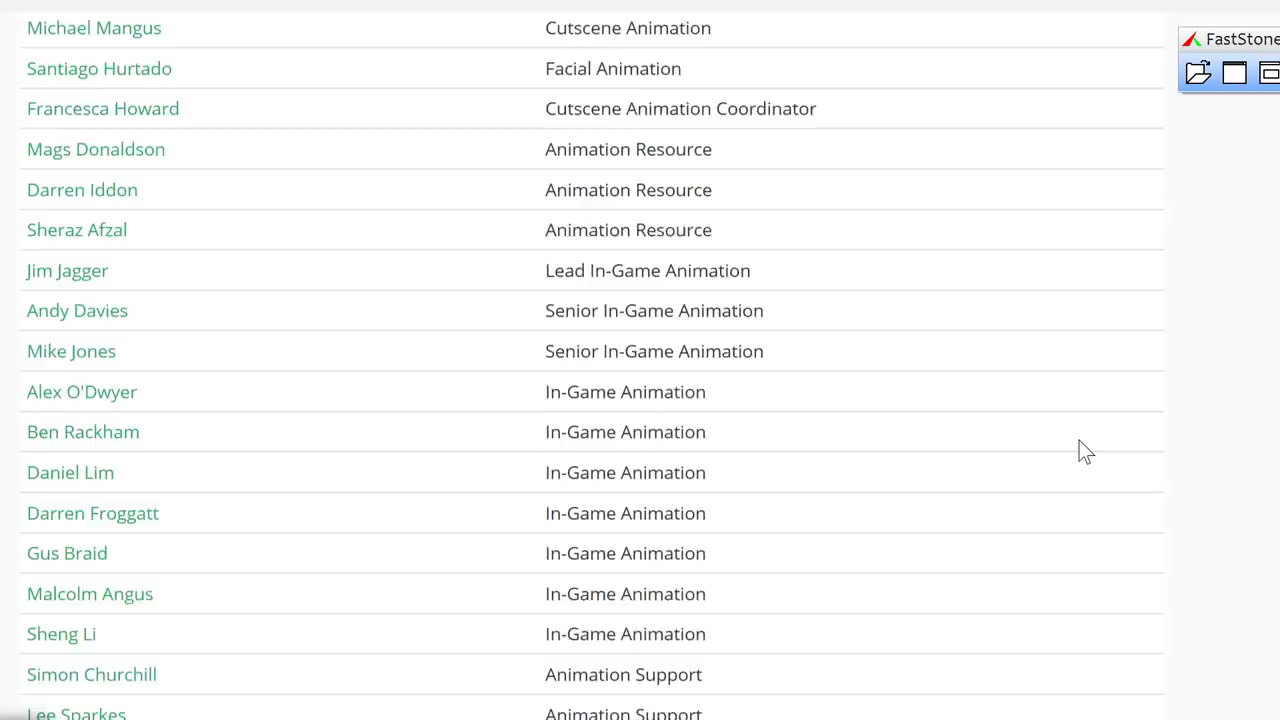 Michael Mangus Cutscene Animation
Santiago Hurtado Facial Animation
Francesca Howard Cutscene Animation Coordinator
Mags Donaldson Animation Resource
Darren Iddon Animation Resource
Sheraz Afzal Animation Resource
Jim Jagger Lead In-Game Animation
Andy Davies Senior In-Game Animation
Mike Jones Senior In-Game Animation
Alex O'Dwyer In-Game Animation
Ben Rackham In-Game Animation
Daniel Lim In-Game Animation
Darren Froggatt In-Game Animation
Gus Braid In-Game Animation
Malcolm Angus In-Game Animation
Sheng Li In-Game Animation
Simon Churchill Animation Support
Lee Sparkes Animation Support
FastStone